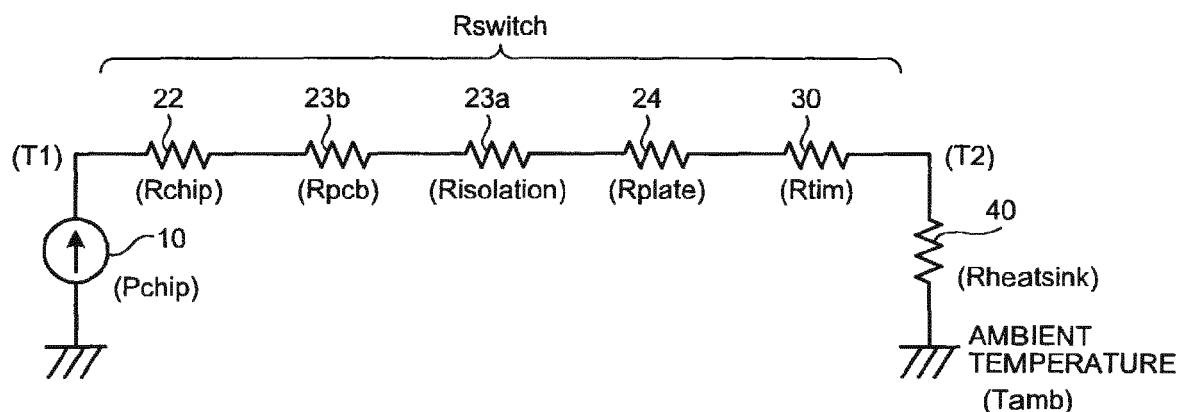 Rswitch
22 23b 23a 24 30
(T1) (T2)
(Rchip) (Rpcb) (Risolation) (Rplate) (Rtim)
10 40
(Pchip) (Rheatsink)
AMBIENT
TEMPERATURE
(Tamb)